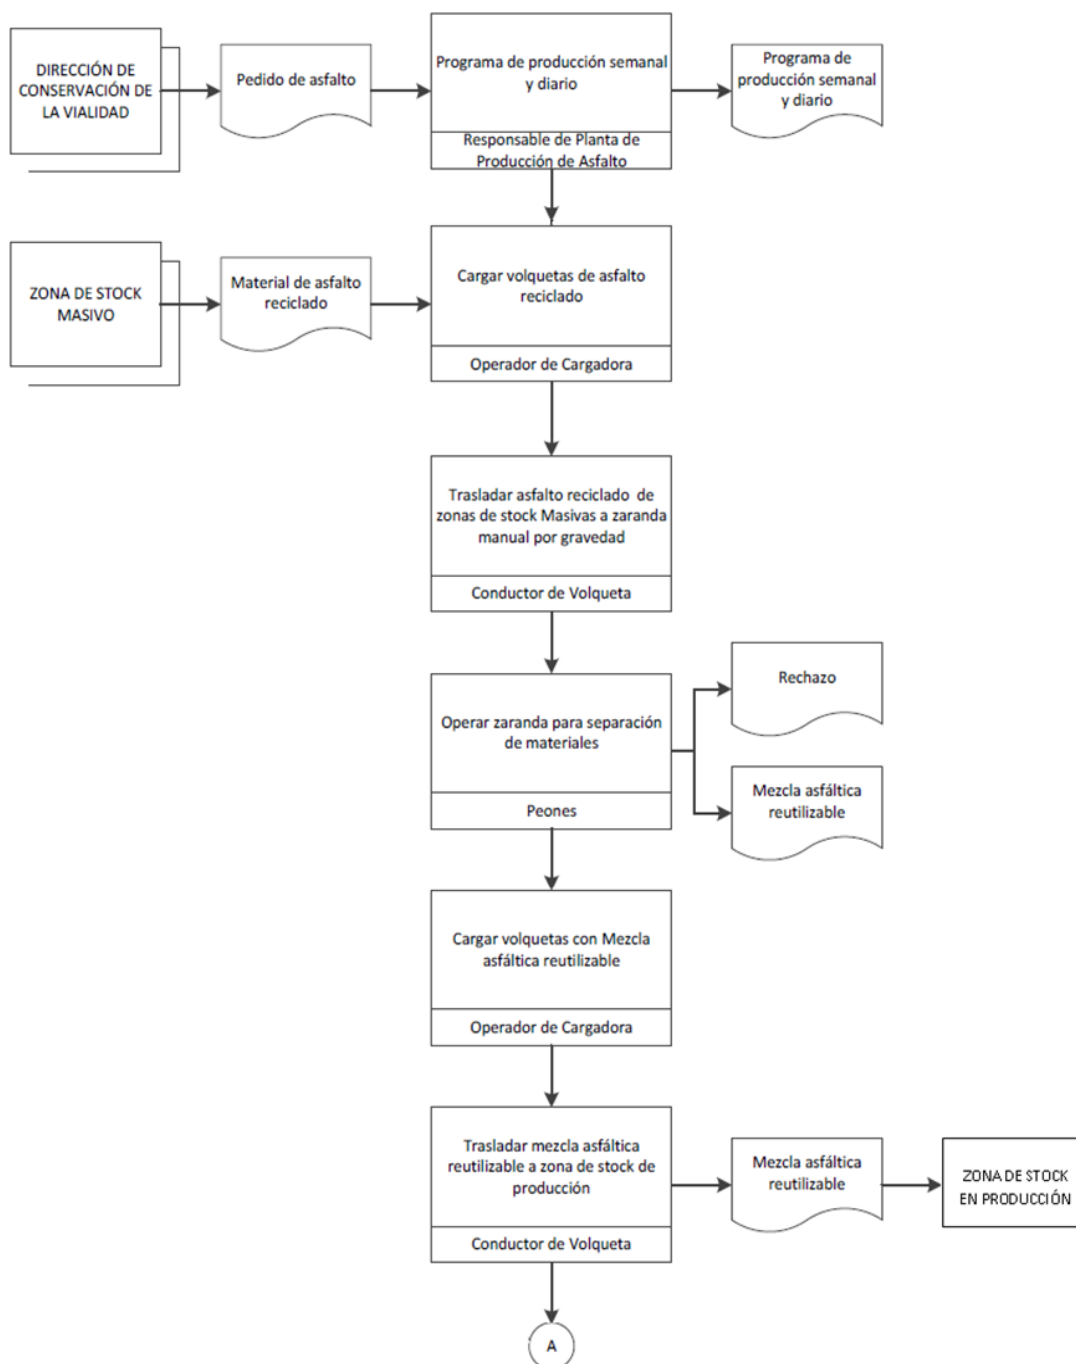 DIRECCIÓN DE
CONSERVACIÓN DE
LA VIALIDAD
Pedido de asfalto
Programa de producción semanal
y diario
Responsable de Planta de
Producción de Asfalto
Programa de
producción semanal
y diario
ZONA DE STOCK
MASIVO
Material de asfalto
reciclado
Cargar volquetas de asfalto
reciclado
Operador de Cargadora
Trasladar asfalto reciclado de
zonas de stock Masivas a zaranda
manual por gravedad
Conductor de Volqueta
Operar zaranda para separación
de materiales
Peones
Rechazo
Mezcla asfáltica
reutilizable
Cargar volquetas con Mezcla
asfáltica reutilizable
Operador de Cargadora
Trasladar mezcla asfáltica
reutilizable a zona de stock de
producción
Conductor de Volqueta
Mezcla asfáltica
reutilizable
ZONA DE STOCK
EN PRODUCCIÓN
A